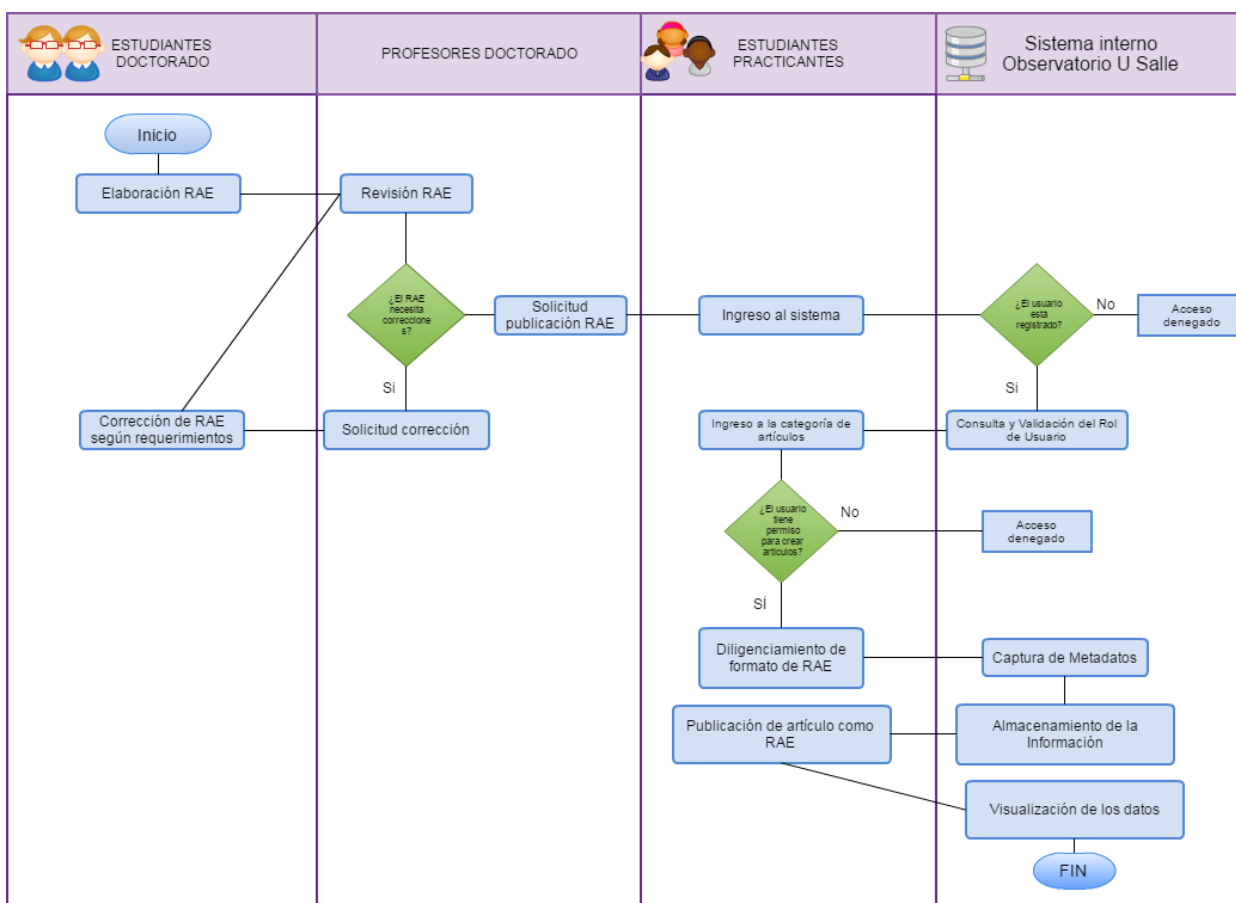 ESTUDIANTES
DOCTORADO
PROFESORES DOCTORADO
ESTUDIANTES
PRACTICANTES
Sistema interno
Observatorio U Salle
Inicio
Elaboración RAE
Revisión RAE
¿El RAE
necesita
correccione
s?
Solicitud
publicación RAE
Ingreso al sistema
¿El usuario
está
registrado?
No
Acceso
denegado
Si
Si
Corrección de RAE
según requerimientos
Solicitud corrección
Ingreso a la categoría de
artículos
Consulta y Validación del Rol
de Usuario
¿El usuario
tiene
permiso
para crear
artículos?
No
Acceso
denegado
SÍ
Diligenciamiento de
formato de RAE
Captura de Metadatos
Publicación de artículo como
RAE
Almacenamiento de la
Información
Visualización de los datos
FIN